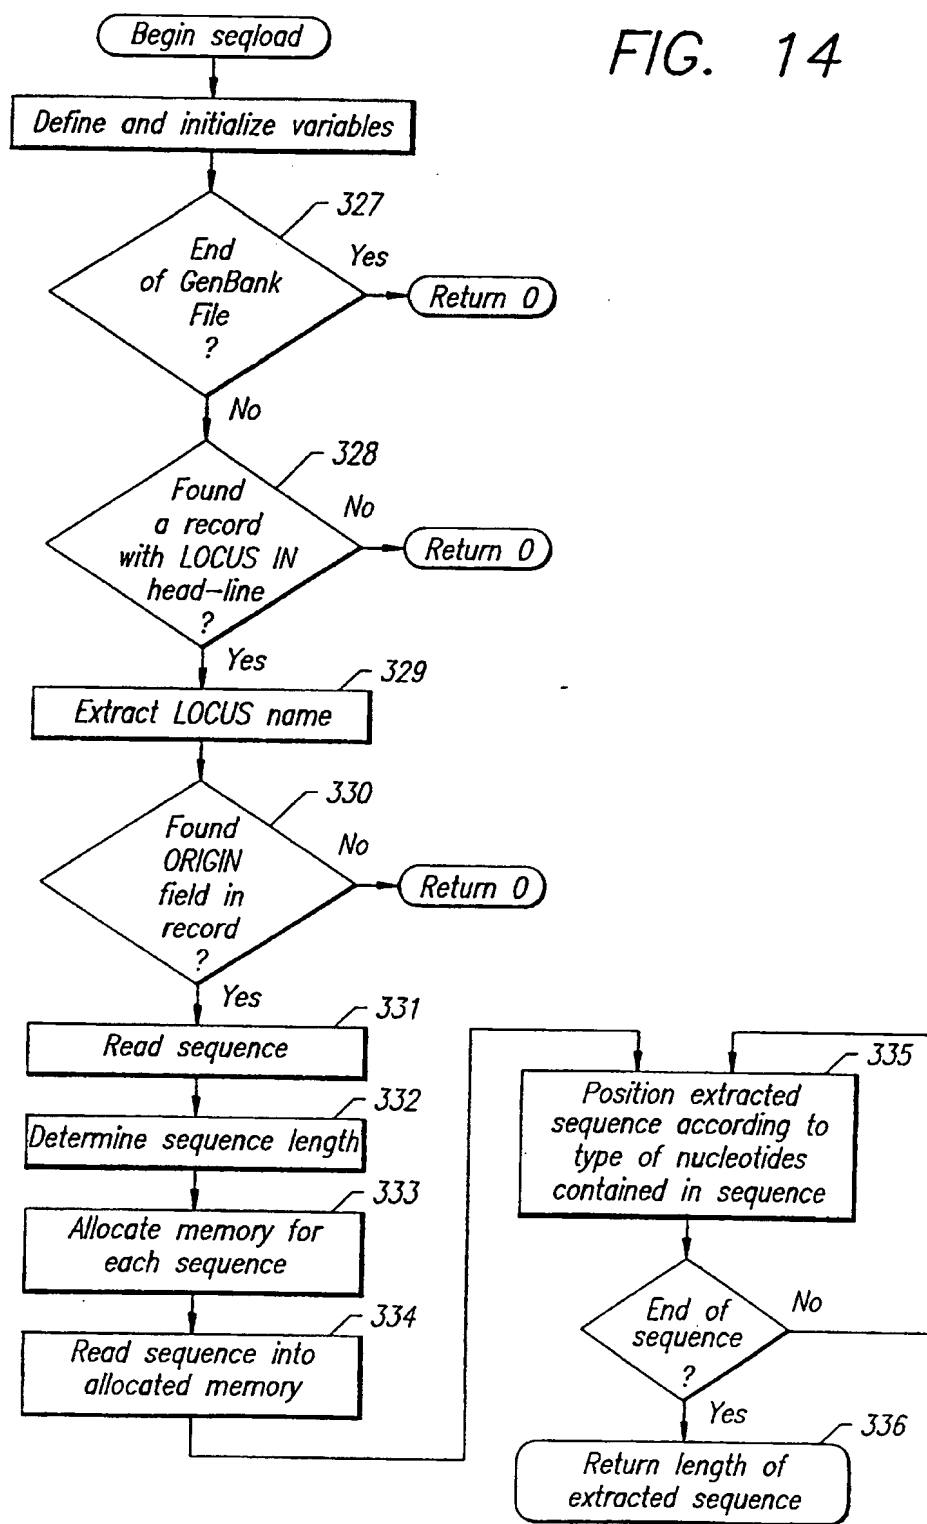 FIG. 14
Begin seqload
Define and initialize variables
327
End
of GenBank
File
?
Yes
Return 0
No
328
Found
a record
with LOCUS IN
head-line
?
No
Return 0
Yes
329
Extract LOCUS name
330
Found
ORIGIN
field in
record
?
No
Return 0
Yes
331
Read sequence
332
Determine sequence length
333
Allocate memory for
each sequence
334
Read sequence into
allocated memory
335
Position extracted
sequence according to
type of nucleotides
contained in sequence
End of
sequence
?
No
Yes
336
Return length of
extracted sequence